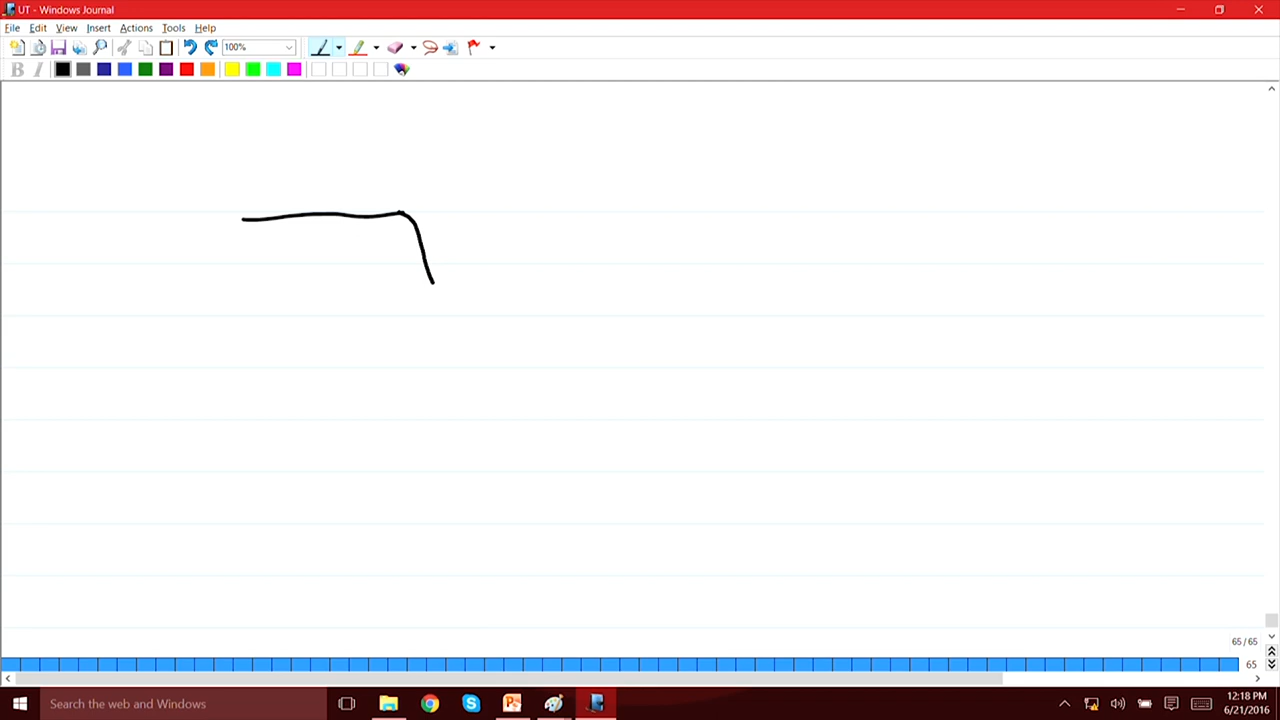 UT - Windows Journal
File Edit View Insert Actions Tools Help
100%
B I
65 / 65
65
Search the web and Windows
12:18 PM
6/21/2016